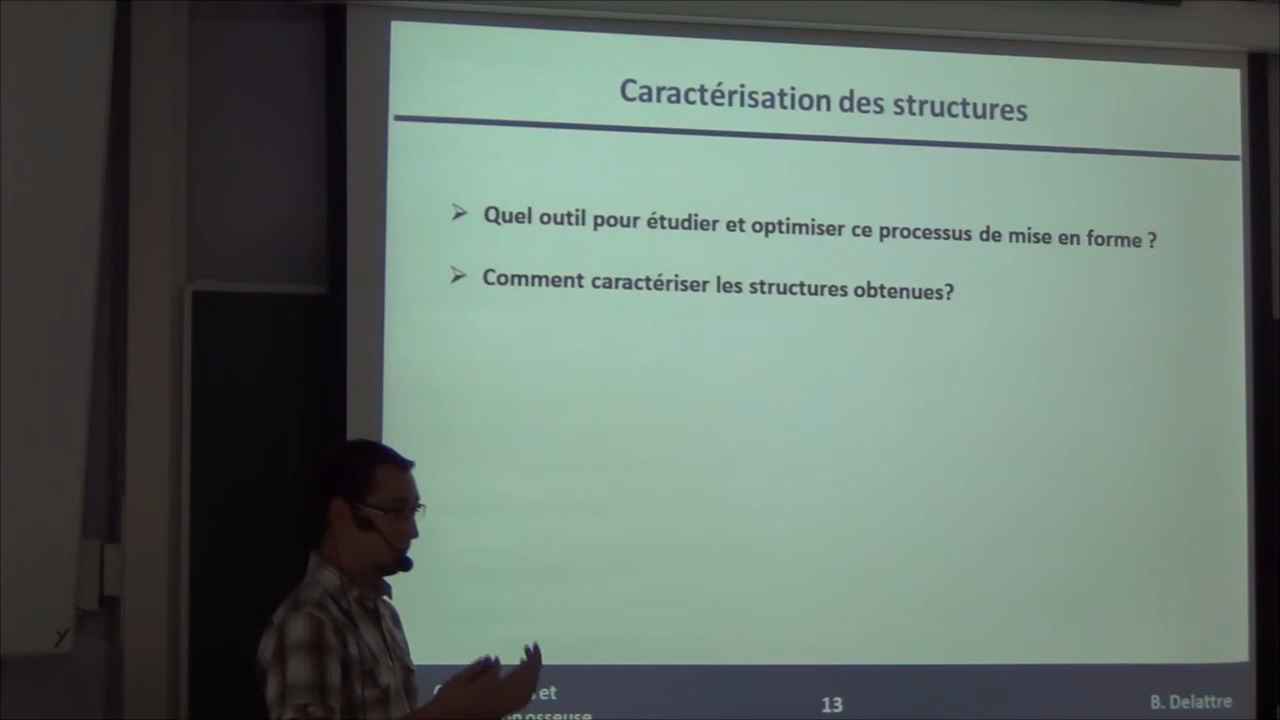 Caractérisation des structures
➢ Quel outil pour étudier et optimiser ce processus de mise en forme ?
➢ Comment caractériser les structures obtenues?
et
13
B. Delattre